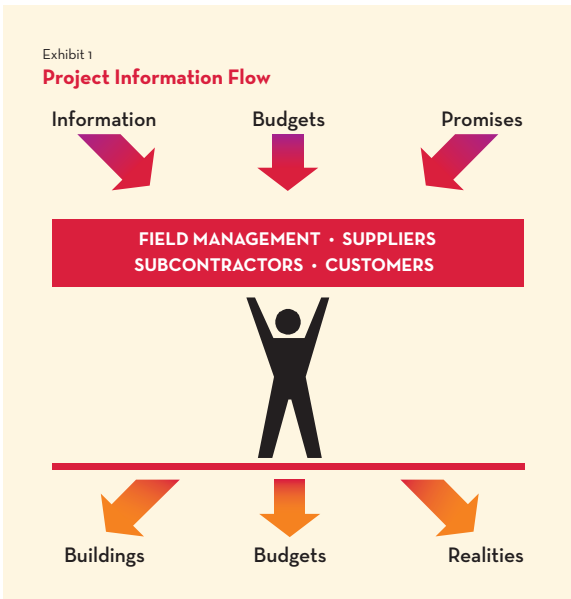 Exhibit 1
Project Information Flow
Information Budgets Promises
FIELD MANAGEMENT • SUPPLIERS
SUBCONTRACTORS • CUSTOMERS
Buildings Budgets Realities